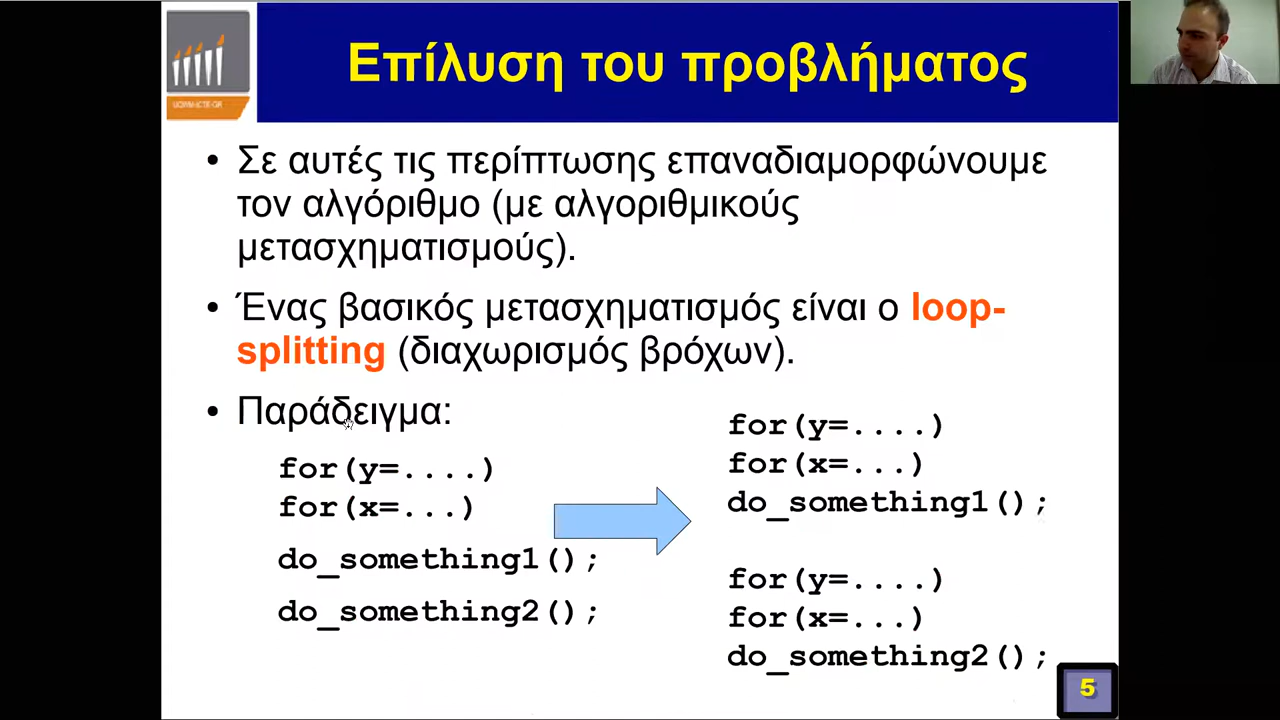 Επίλυση του προβλήματος
• Σε αυτές τις περίπτωσης επαναδιαμορφώνουμε
τον αλγόριθμο (με αλγοριθμικούς
μετασχηματισμούς).
• Ένας βασικός μετασχηματισμός είναι ο loop-
splitting (διαχωρισμός βρόχων).
• Παράδειγμα:
for(y=....)
for(x=...)
do_something1();
do_something2();
for(y=....)
for(x=...)
do_something1();
for(y=....)
for(x=...)
do_something2();
5